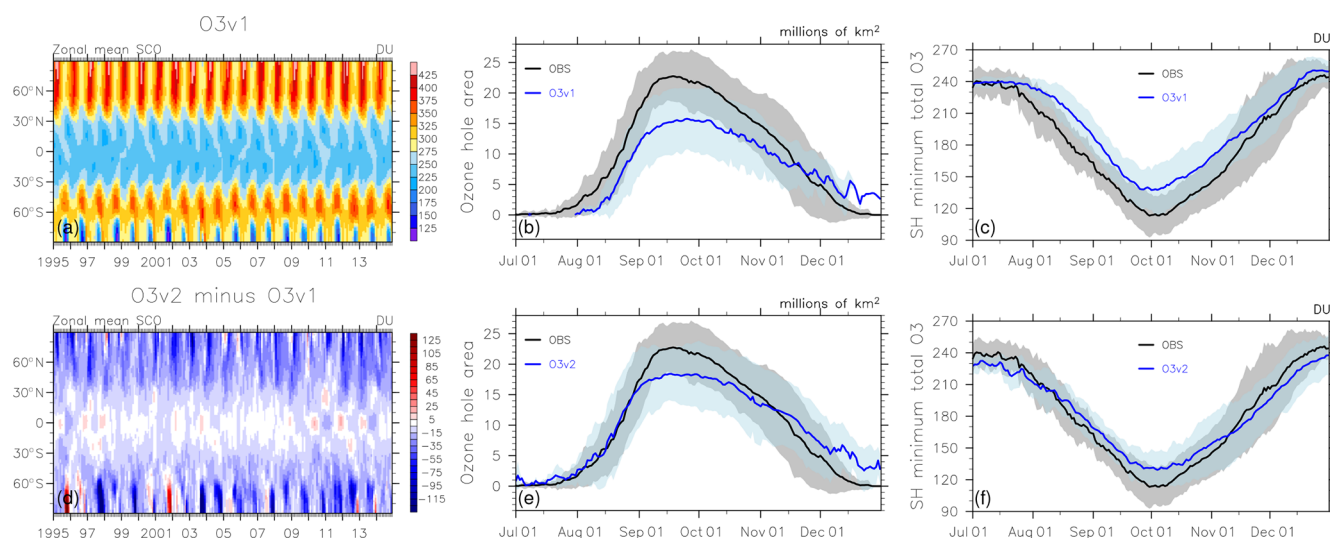 O3v1
Zonal mean SCO DU
60°N
30°N
0
30°S
60°S
(a)
1995 97 99 2001 03 05 07 09 11 13
425
400
375
350
325
300
275
250
225
200
175
150
125
millions of km²
Ozone hole area
25
20
15
10
5
0
OBS
O3v1
(b)
Jul 01 Aug 01 Sep 01 Oct 01 Nov 01 Dec 01
DU
SH minimum total O3
270
240
210
180
150
120
90
OBS
O3v1
(c)
Jul 01 Aug 01 Sep 01 Oct 01 Nov 01 Dec 01
O3v2 minus O3v1
Zonal mean SCO DU
60°N
30°N
0
30°S
60°S
(d)
1995 97 99 2001 03 05 07 09 11 13
125
105
85
65
45
25
5
−15
−35
−55
−75
−95
−115
millions of km²
Ozone hole area
25
20
15
10
5
0
OBS
O3v2
(e)
Jul 01 Aug 01 Sep 01 Oct 01 Nov 01 Dec 01
DU
SH minimum total O3
270
240
210
180
150
120
90
OBS
O3v2
(f)
Jul 01 Aug 01 Sep 01 Oct 01 Nov 01 Dec 01